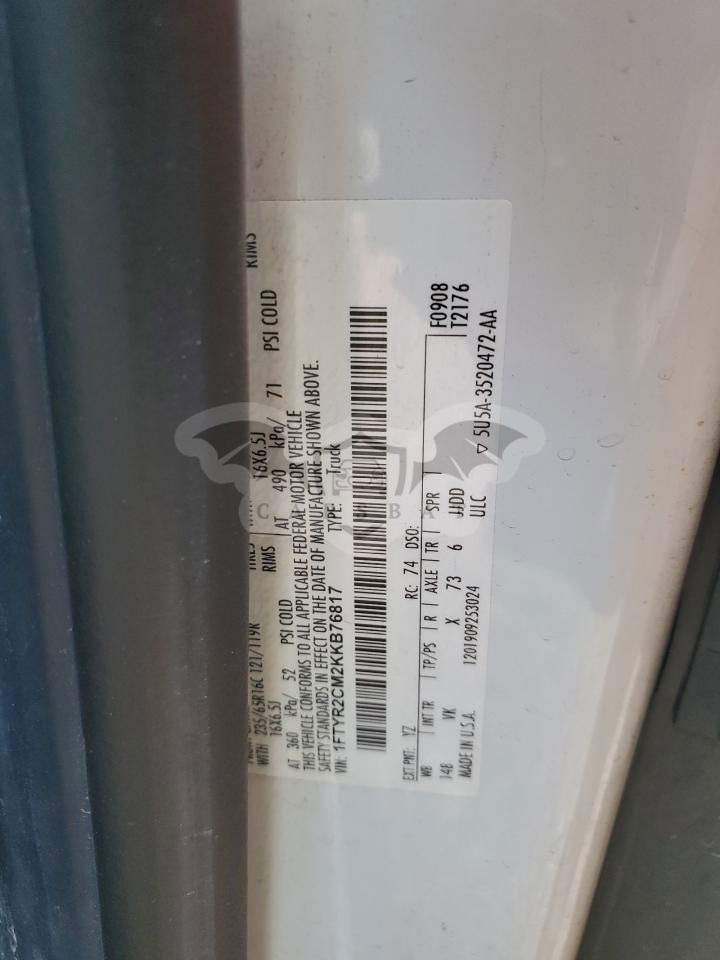 WITH 235/65R16C 121/119R
16X6.5J RIMS 16X6.5J RIMS
AT 360 kPa/ 52 PSI COLD AT 490 kPa/ 71 PSI COLD
THIS VEHICLE CONFORMS TO ALL APPLICABLE FEDERAL MOTOR VEHICLE
SAFETY STANDARDS IN EFFECT ON THE DATE OF MANUFACTURE SHOWN ABOVE.
VIN: 1FTYR2CM2KKB76817 TYPE: Truck
EXT PNT: YZ RC: 74 DSO: F0908
WB INT TR TP/PS R AXLE TR SPR T2176
148 VK X 73 6 JJDD
MADE IN U.S.A. 1201909253024 ULC
▽ 5U5A-3520472-AA